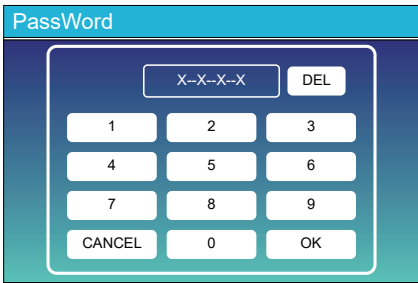 PassWord
X--X--X--X DEL
1 2 3
4 5 6
7 8 9
CANCEL 0 OK